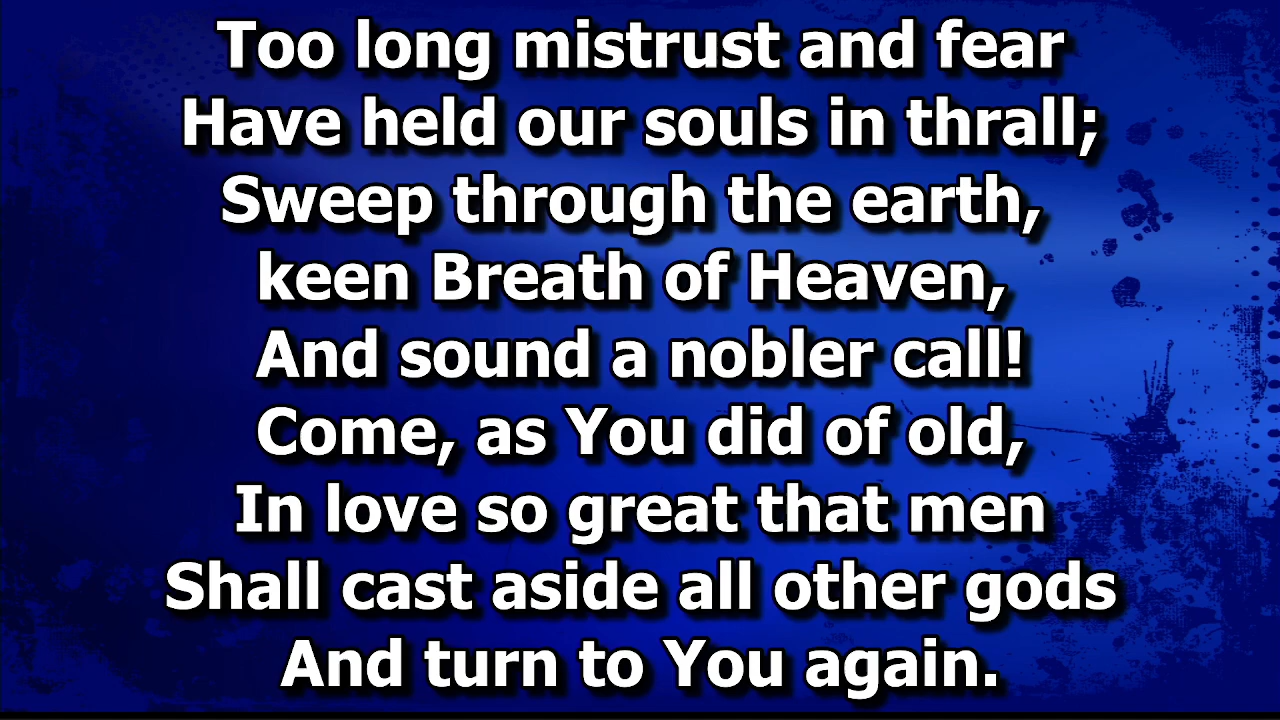 Too long mistrust and fear
Have held our souls in thrall;
Sweep through the earth,
keen Breath of Heaven,
And sound a nobler call!
Come, as You did of old,
In love so great that men
Shall cast aside all other gods
And turn to You again.